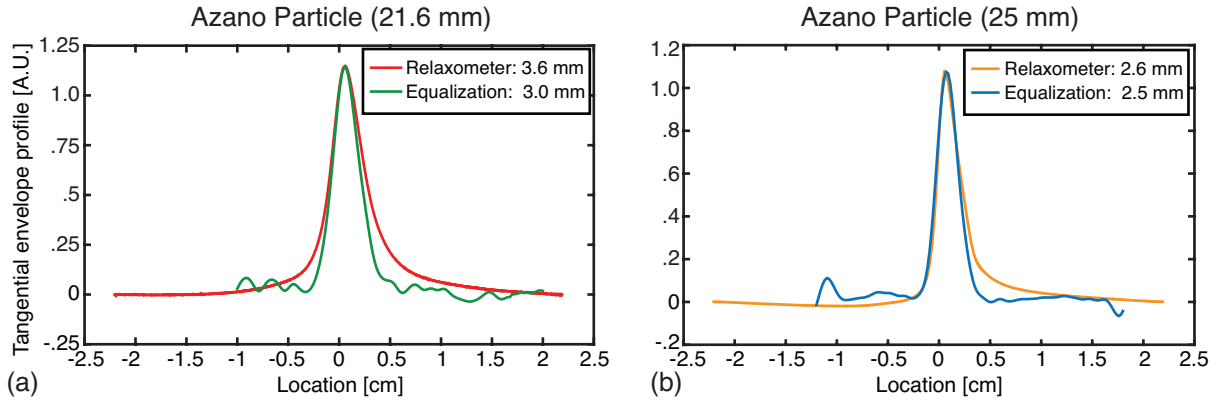 Azano Particle (21.6 mm)
Tangential envelope profile [A.U.]
1.25
1.0
.75
.5
.25
0
-.25
Relaxometer: 3.6 mm
Equalization: 3.0 mm
-2.5 -2 -1.5 -1 -0.5 0 0.5 1 1.5 2 2.5
Location [cm]
(a)
Azano Particle (25 mm)
1.2
1.0
.8
.6
.4
.2
0
-.2
Relaxometer: 2.6 mm
Equalization: 2.5 mm
-2.5 -2 -1.5 -1 -0.5 0 0.5 1 1.5 2 2.5
Location [cm]
(b)